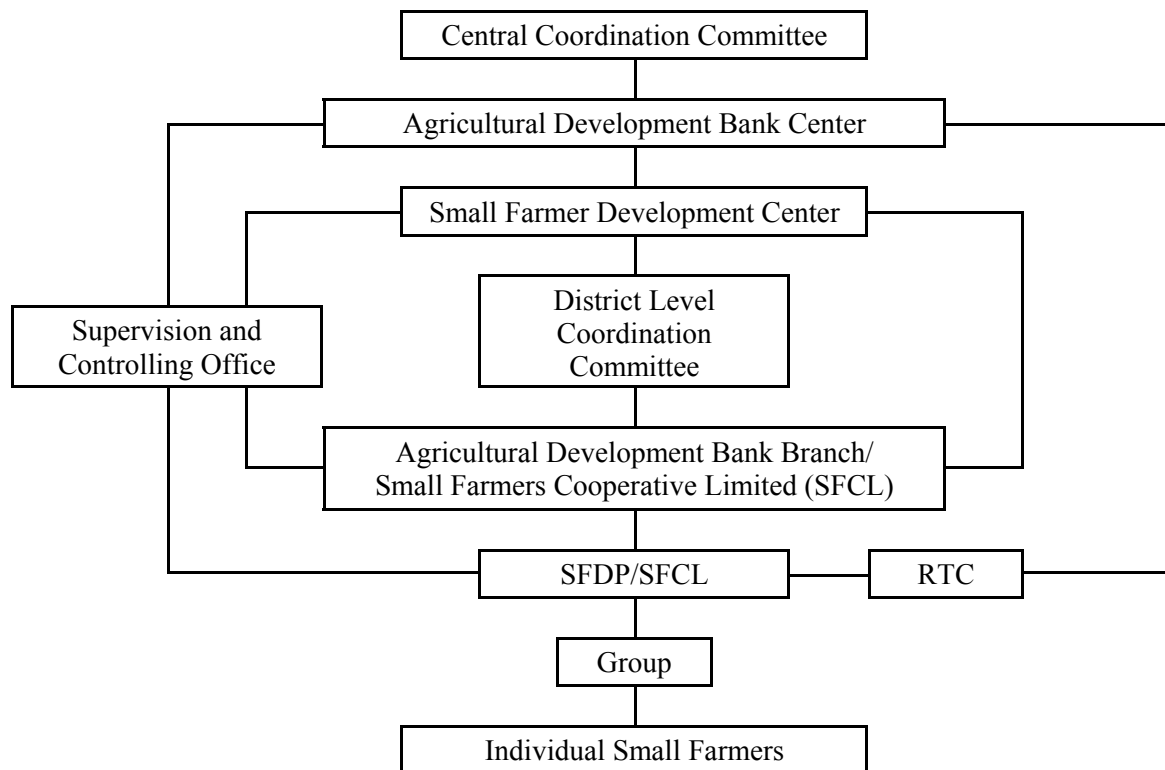 Central Coordination Committee
Agricultural Development Bank Center
Small Farmer Development Center
Supervision and
Controlling Office
District Level
Coordination
Committee
Agricultural Development Bank Branch/
Small Farmers Cooperative Limited (SFCL)
SFDP/SFCL
RTC
Group
Individual Small Farmers